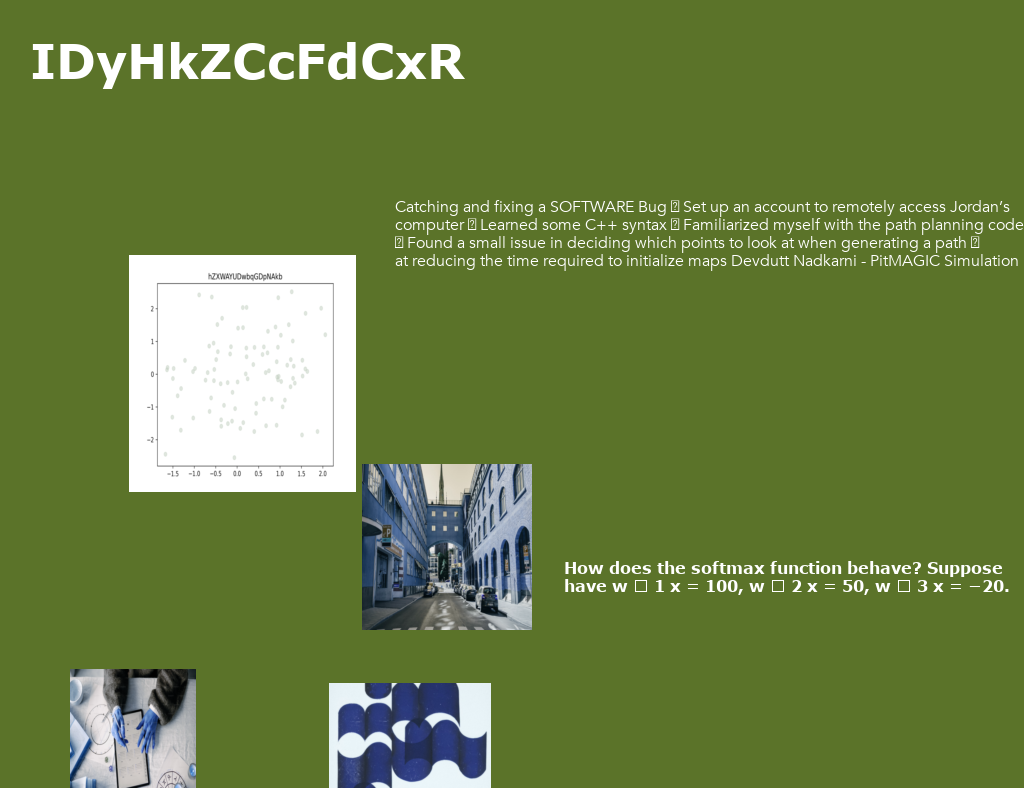 IDyHkZCcFdCxR
Catching and fixing a SOFTWARE Bug � Set up an account to remotely access Jordan’s
computer � Learned some C++ syntax � Familiarized myself with the path planning code
� Found a small issue in deciding which points to look at when generating a path �
at reducing the time required to initialize maps Devdutt Nadkarni - PitMAGIC Simulation
hZXWAYUDwbqGDpNAkb
2
1
0
−1
−2
−1.5 −1.0 −0.5 0.0 0.5 1.0 1.5 2.0
How does the softmax function behave? Suppose
have w □ 1 x = 100, w □ 2 x = 50, w □ 3 x = −20.